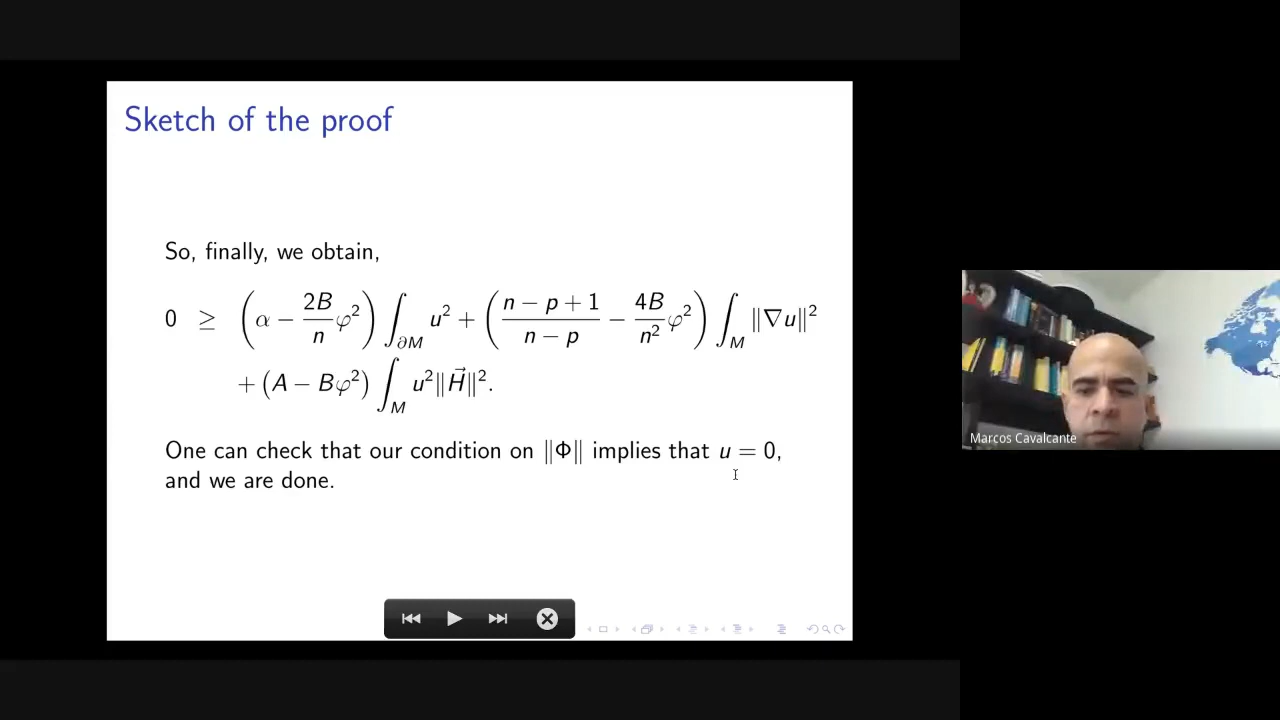 Sketch of the proof
So, finally, we obtain,
0 ≥ (α − 2B/n φ²) ∫_{∂M} u² + ((n − p + 1)/(n − p) − 4B/n² φ²) ∫_M ‖∇u‖²
+ (A − Bφ²) ∫_M u²‖H⃗‖².
One can check that our condition on ‖Φ‖ implies that u = 0,
and we are done.
Marcos Cavalcante